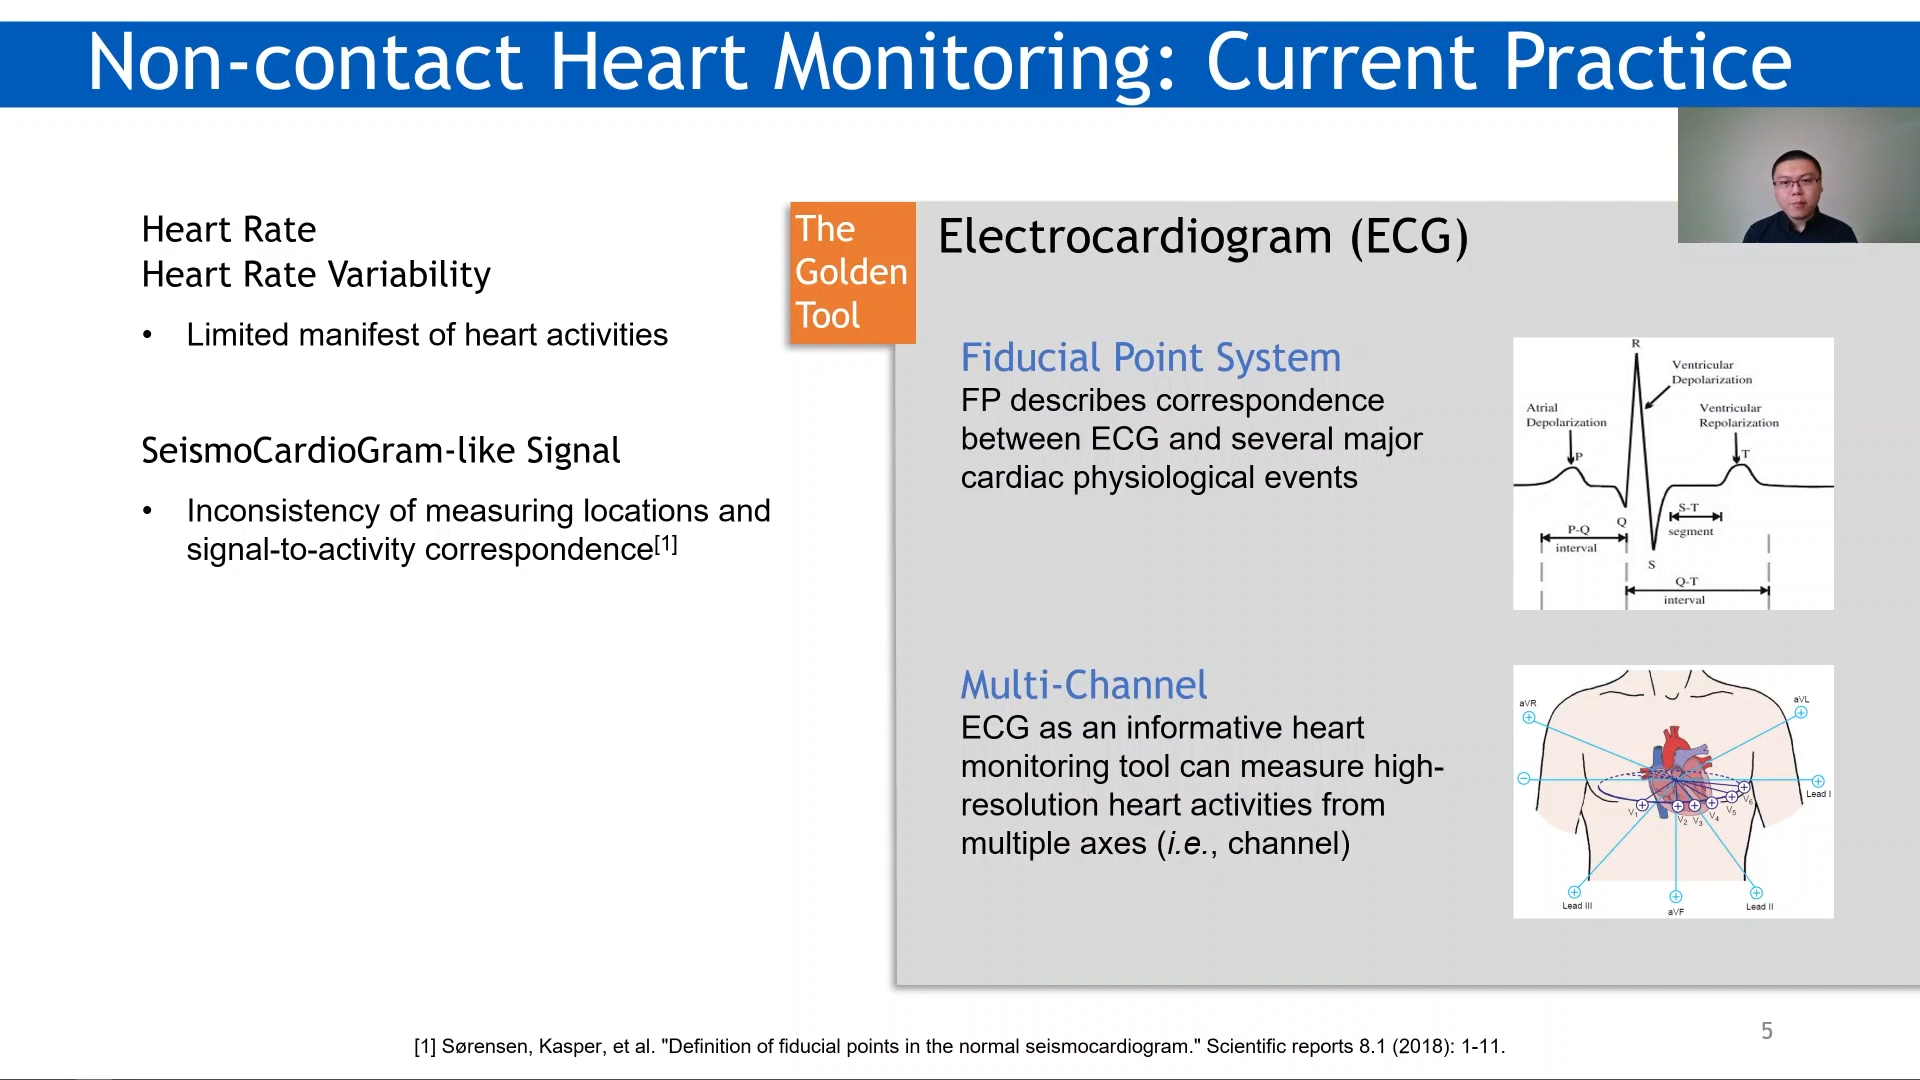 Non-contact Heart Monitoring: Current Practice
Heart Rate
Heart Rate Variability
• Limited manifest of heart activities
SeismoCardioGram-like Signal
• Inconsistency of measuring locations and
signal-to-activity correspondence[1]
The
Golden
Tool
Electrocardiogram (ECG)
Fiducial Point System
FP describes correspondence
between ECG and several major
cardiac physiological events
R
Ventricular
Depolarization
Atrial
Depolarization
Ventricular
Repolarization
P
T
Q
S-T
segment
P-Q
interval
S
Q-T
interval
Multi-Channel
ECG as an informative heart
monitoring tool can measure high-
resolution heart activities from
multiple axes (i.e., channel)
aVR
aVL
Lead I
V1
V2
V3
V4
V5
V6
Lead III
aVF
Lead II
[1] Sørensen, Kasper, et al. "Definition of fiducial points in the normal seismocardiogram." Scientific reports 8.1 (2018): 1-11.
5